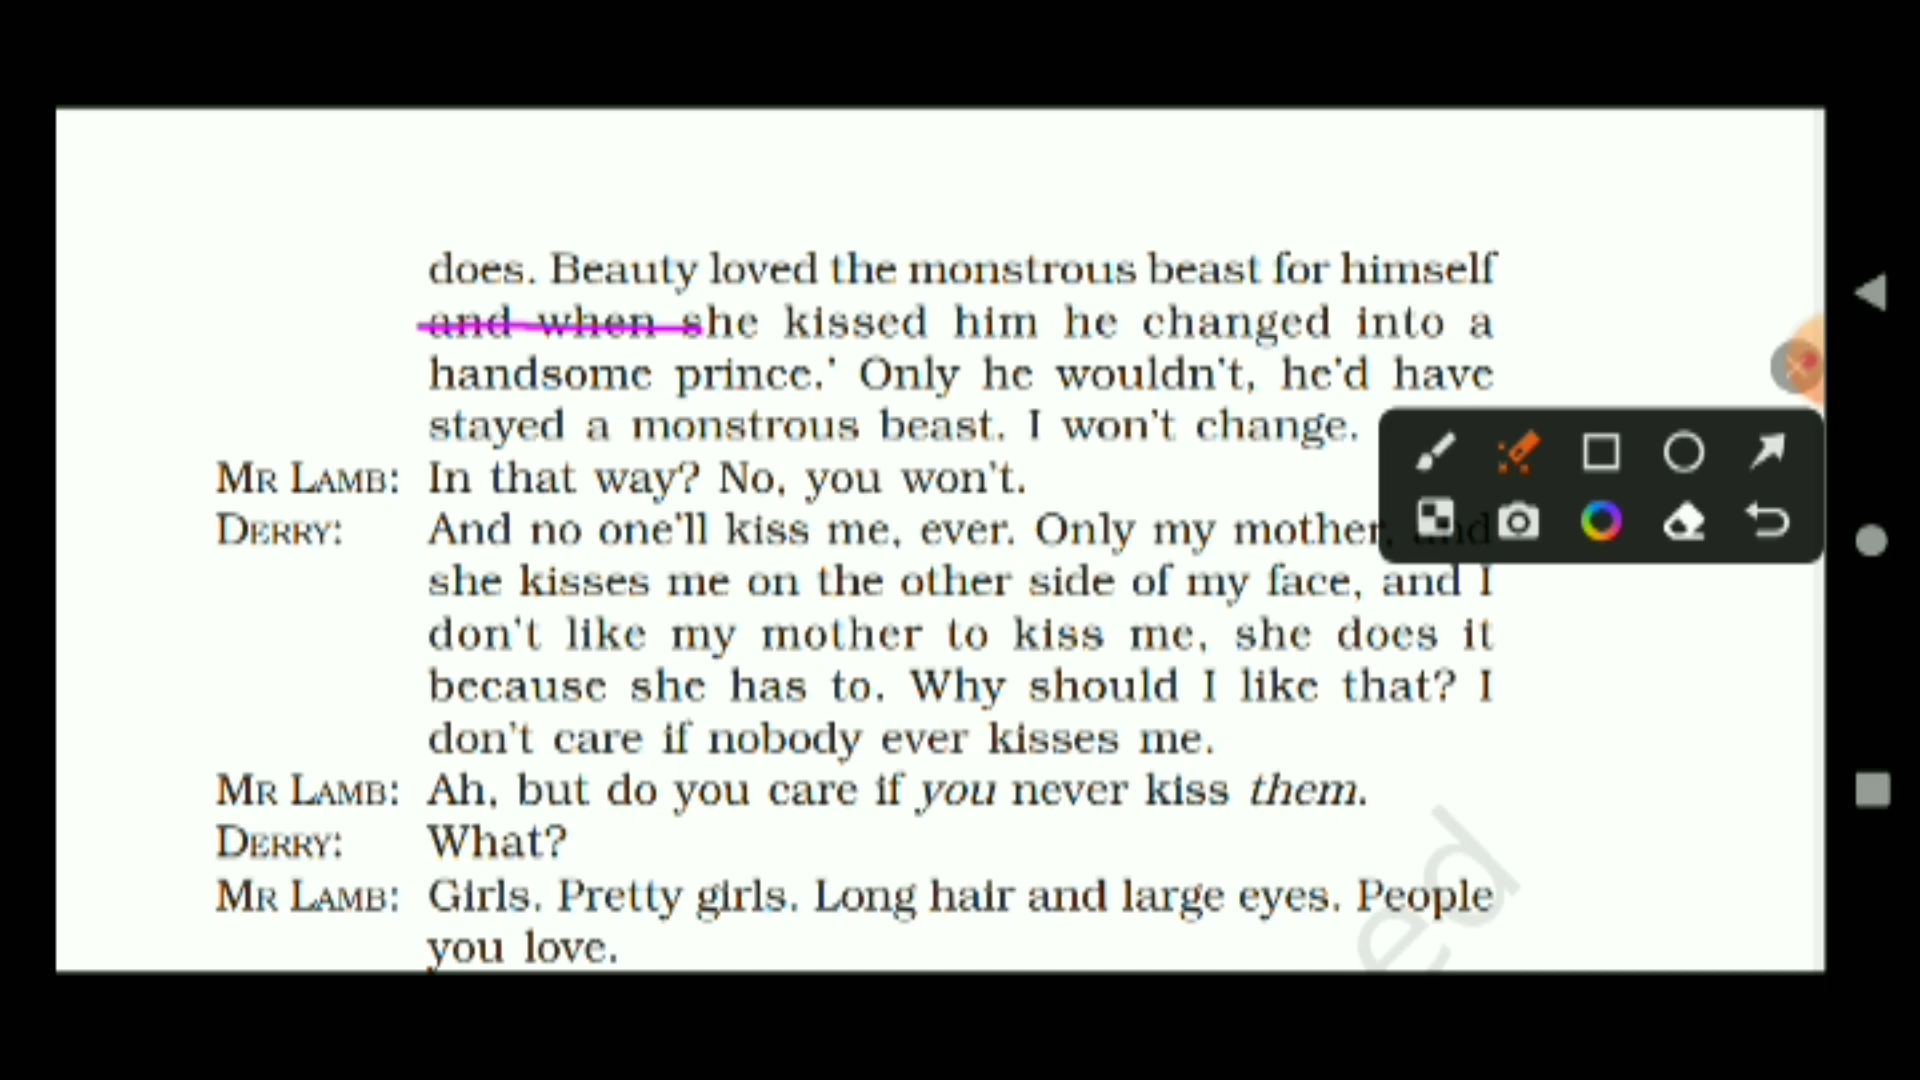 does. Beauty loved the monstrous beast for himself
and when she kissed him he changed into a
handsome prince.' Only he wouldn't, he'd have
stayed a monstrous beast. I won't change.
MR LAMB: In that way? No, you won't.
DERRY: And no one'll kiss me, ever. Only my mother, and
she kisses me on the other side of my face, and I
don't like my mother to kiss me, she does it
because she has to. Why should I like that? I
don't care if nobody ever kisses me.
MR LAMB: Ah, but do you care if you never kiss them.
DERRY: What?
MR LAMB: Girls. Pretty girls. Long hair and large eyes. People
you love.
ed